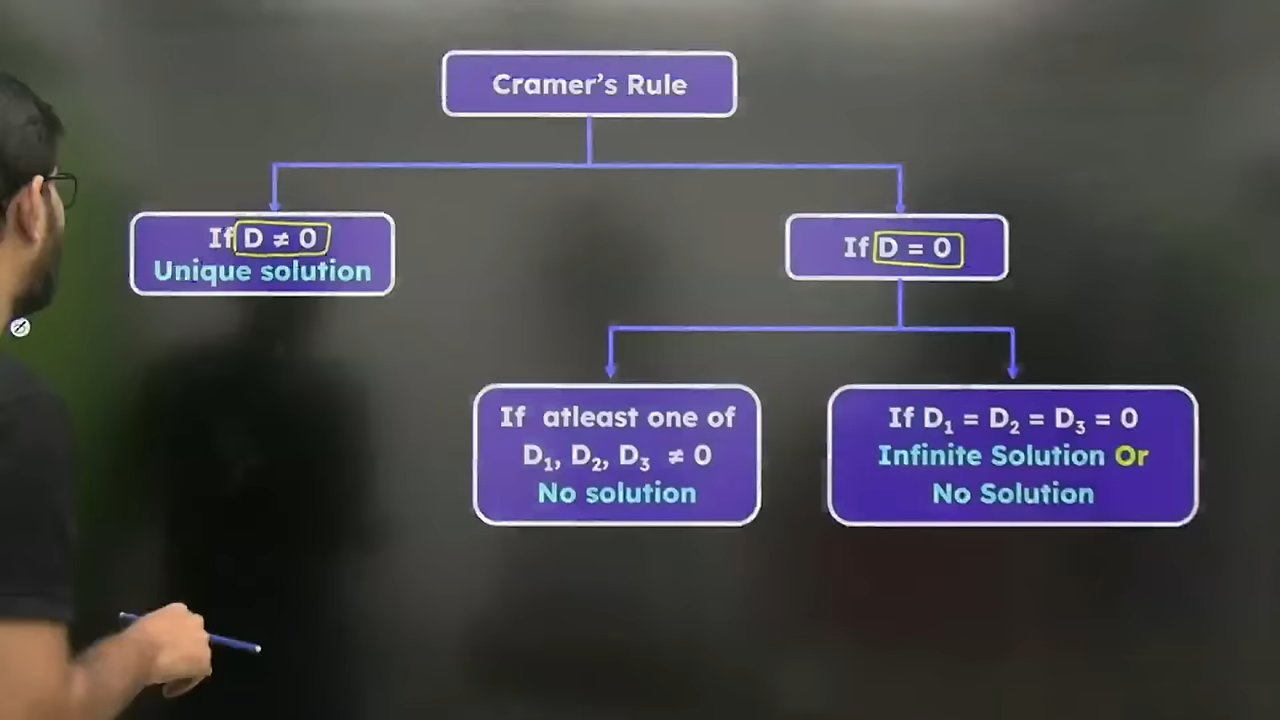 Cramer's Rule
If D ≠ 0
Unique solution
If D = 0
If atleast one of
D₁, D₂, D₃ ≠ 0
No solution
If D₁ = D₂ = D₃ = 0
Infinite Solution Or
No Solution